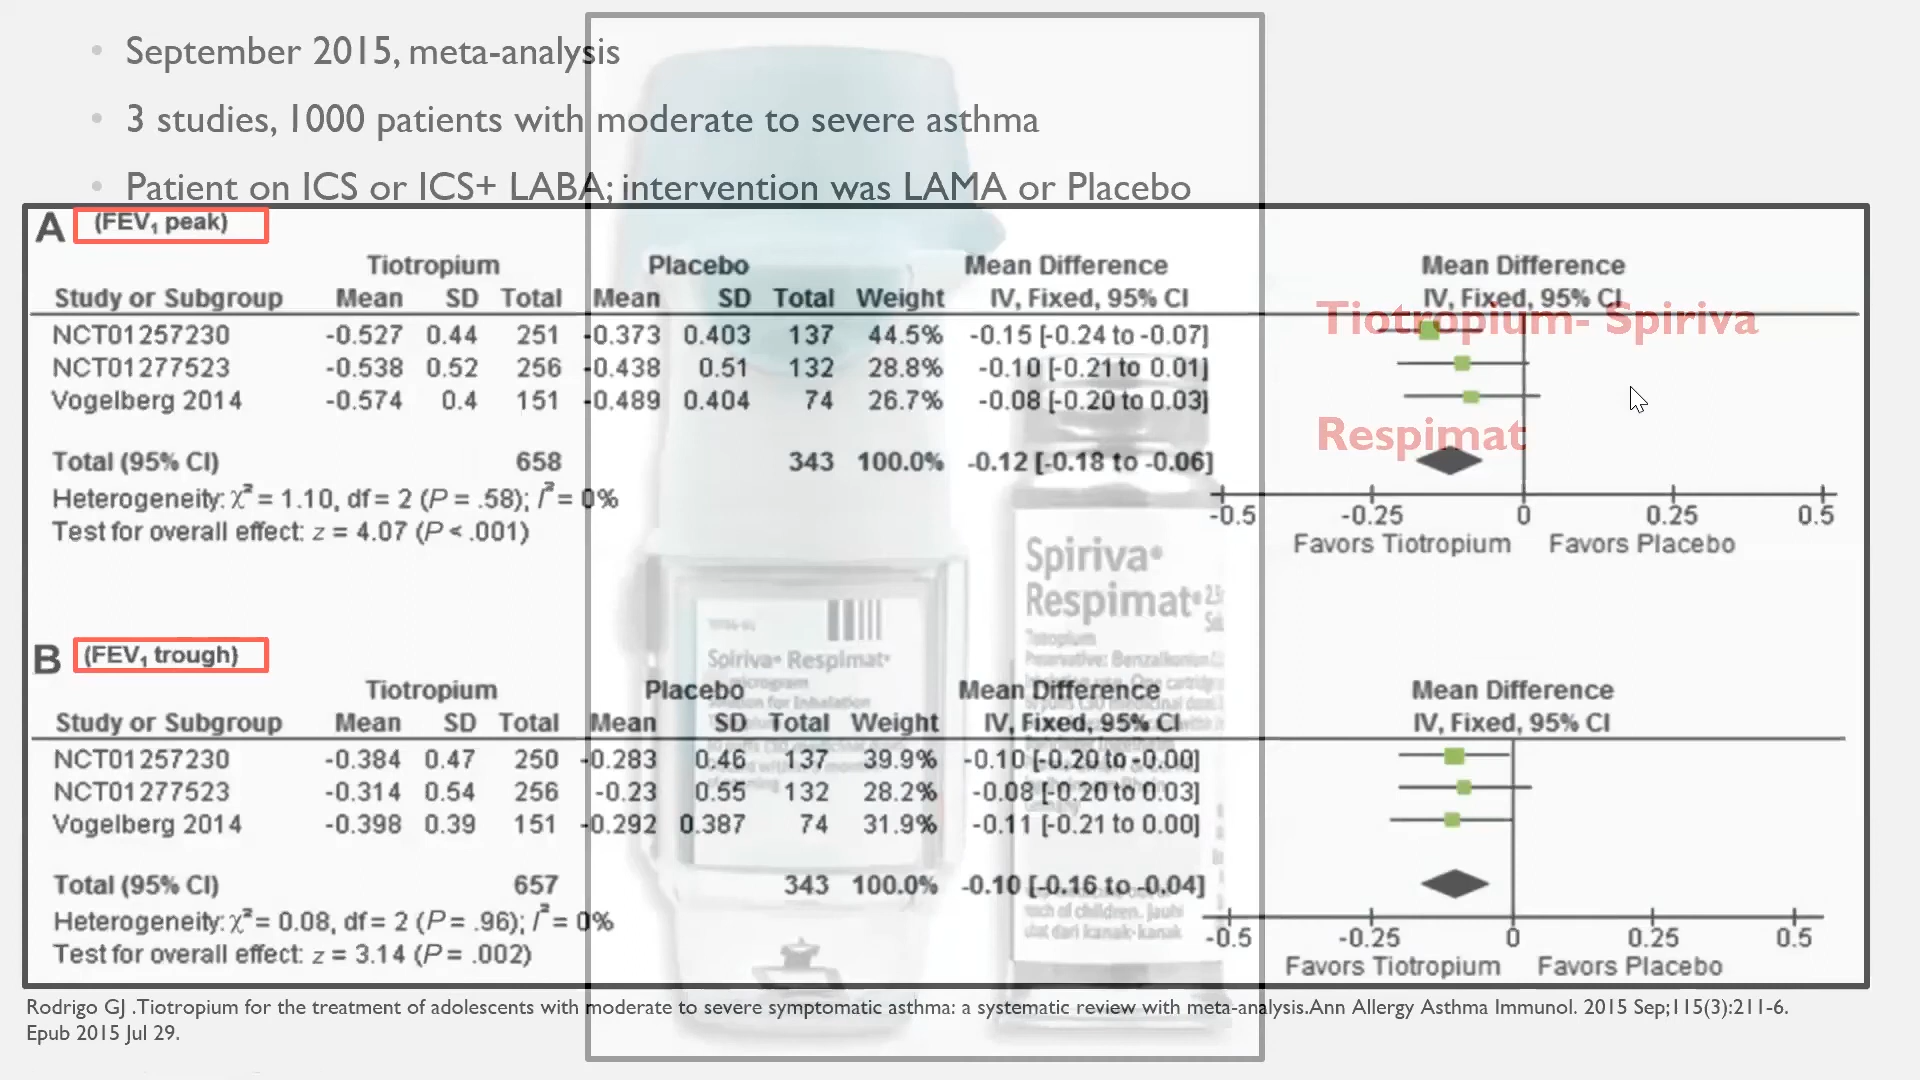 • September 2015, meta-analysis
• 3 studies, 1000 patients with moderate to severe asthma
• Patient on ICS or ICS+ LABA; intervention was LAMA or Placebo
A (FEV₁ peak)
Tiotropium Placebo Mean Difference Mean Difference
Study or Subgroup Mean SD Total Mean SD Total Weight IV, Fixed, 95% CI IV, Fixed, 95% CI
Tiotropium- Spiriva
NCT01257230 -0.527 0.44 251 -0.373 0.403 137 44.5% -0.15 [-0.24 to -0.07]
NCT01277523 -0.538 0.52 256 -0.438 0.51 132 28.8% -0.10 [-0.21 to 0.01]
Vogelberg 2014 -0.574 0.4 151 -0.489 0.404 74 26.7% -0.08 [-0.20 to 0.03]
Respimat
Total (95% CI) 658 343 100.0% -0.12 [-0.18 to -0.06]
Heterogeneity: χ² = 1.10, df = 2 (P = .58); I² = 0%
Test for overall effect: z = 4.07 (P < .001)
-0.5 -0.25 0 0.25 0.5
Favors Tiotropium Favors Placebo
Spiriva®
Respimat®
Tiotropium
Spiriva® Respimat®
microgram
B (FEV₁ trough)
Tiotropium Placebo Mean Difference Mean Difference
Study or Subgroup Mean SD Total Mean SD Total Weight IV, Fixed, 95% CI IV, Fixed, 95% CI
NCT01257230 -0.384 0.47 250 -0.283 0.46 137 39.9% -0.10 [-0.20 to -0.00]
NCT01277523 -0.314 0.54 256 -0.23 0.55 132 28.2% -0.08 [-0.20 to 0.03]
Vogelberg 2014 -0.398 0.39 151 -0.292 0.387 74 31.9% -0.11 [-0.21 to 0.00]
Total (95% CI) 657 343 100.0% -0.10 [-0.16 to -0.04]
Heterogeneity: χ² = 0.08, df = 2 (P = .96); I² = 0%
Test for overall effect: z = 3.14 (P = .002)
of children. Jauhi
dari kanak-kanak
-0.5 -0.25 0 0.25 0.5
Favors Tiotropium Favors Placebo
Rodrigo GJ .Tiotropium for the treatment of adolescents with moderate to severe symptomatic asthma: a systematic review with meta-analysis.Ann Allergy Asthma Immunol. 2015 Sep;115(3):211-6.
Epub 2015 Jul 29.